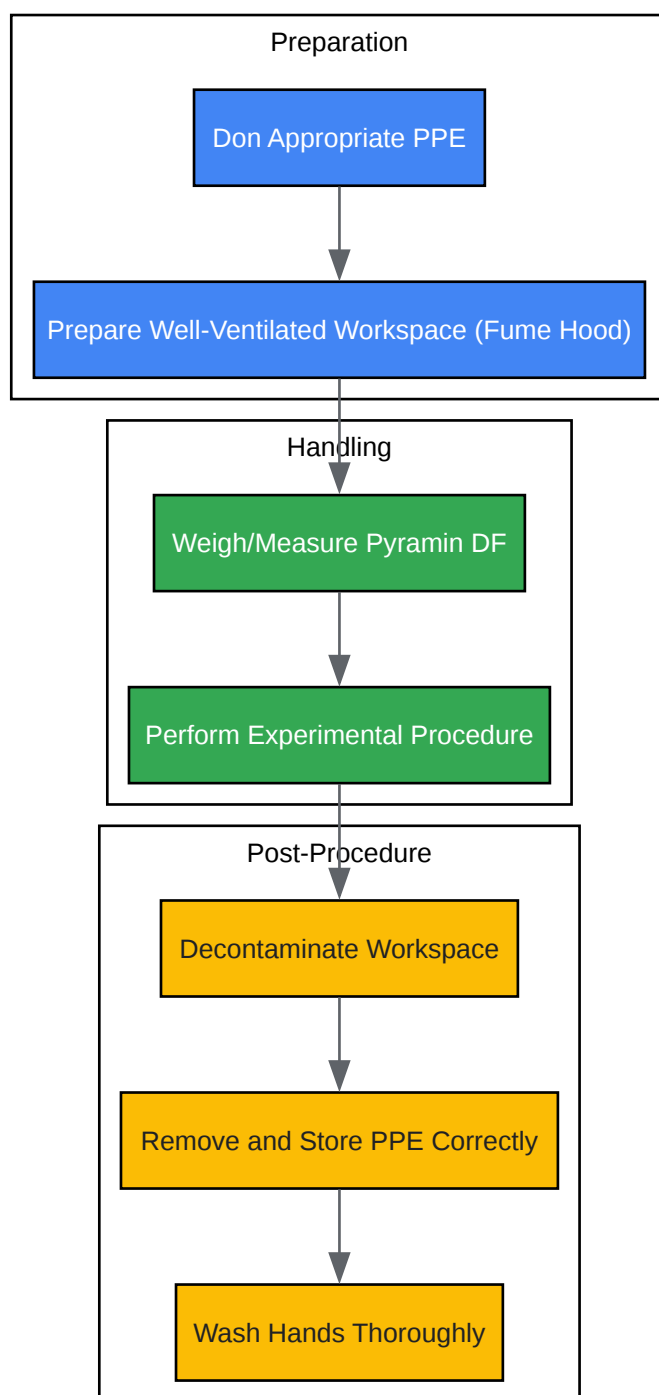 Preparation
Don Appropriate PPE
Prepare Well-Ventilated Workspace (Fume Hood)
Handling
Weigh/Measure Pyramin DF
Perform Experimental Procedure
Post-Procedure
Decontaminate Workspace
Remove and Store PPE Correctly
Wash Hands Thoroughly